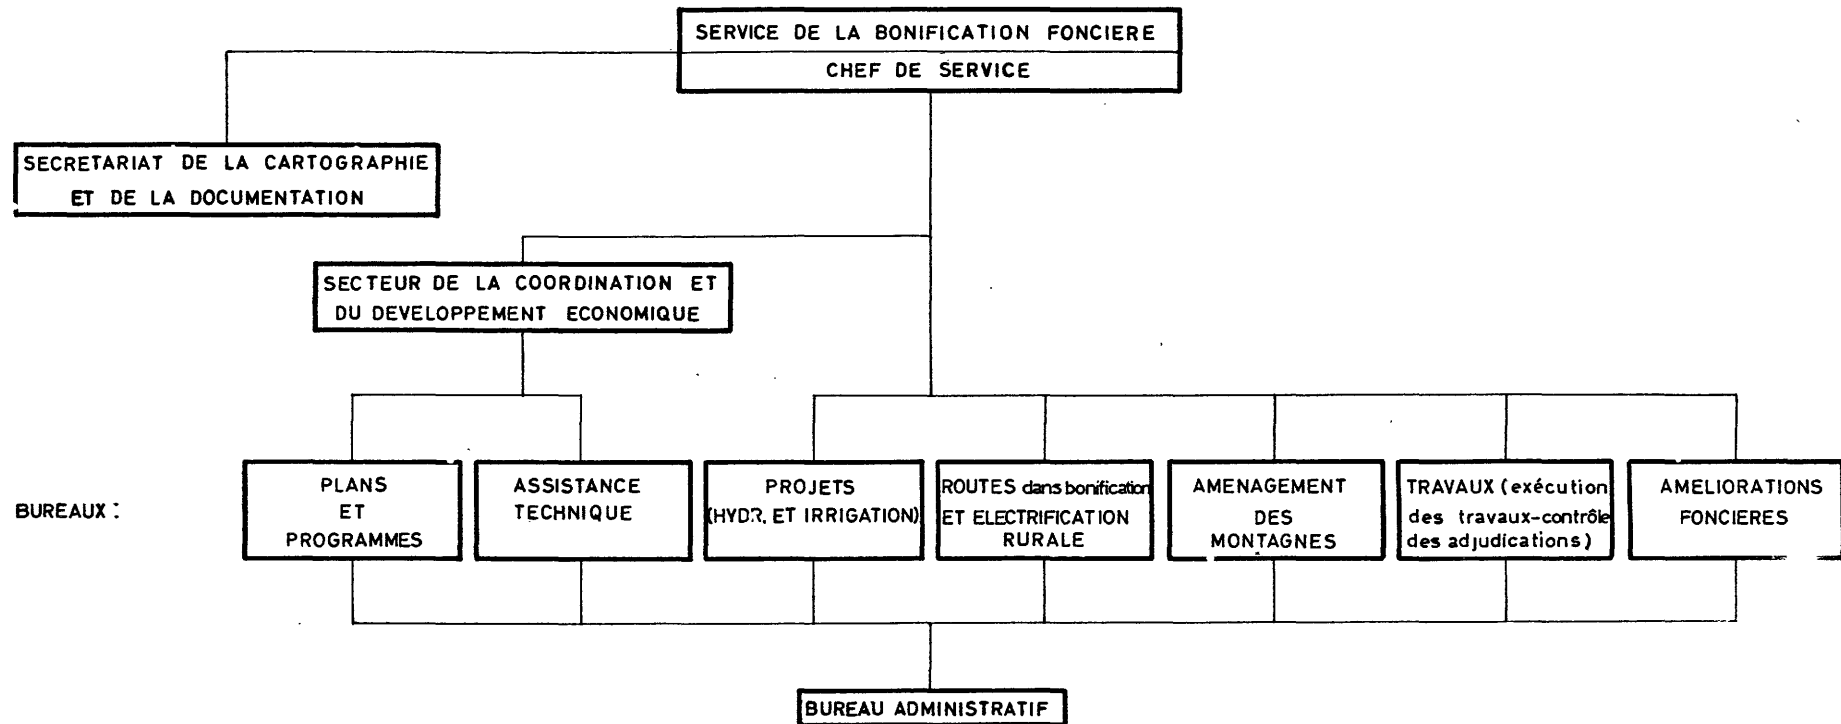 SERVICE DE LA BONIFICATION FONCIERE
CHEF DE SERVICE
SECRETARIAT DE LA CARTOGRAPHIE
ET DE LA DOCUMENTATION
SECTEUR DE LA COORDINATION ET
DU DEVELOPPEMENT ECONOMIQUE
BUREAUX :
PLANS
ET
PROGRAMMES
ASSISTANCE
TECHNIQUE
PROJETS
(HYDR. ET IRRIGATION)
ROUTES dans bonification
ET ELECTRIFICATION
RURALE
AMENAGEMENT
DES
MONTAGNES
TRAVAUX (exécution
des travaux-contrôle
des adjudications)
AMELIORATIONS
FONCIERES
BUREAU ADMINISTRATIF